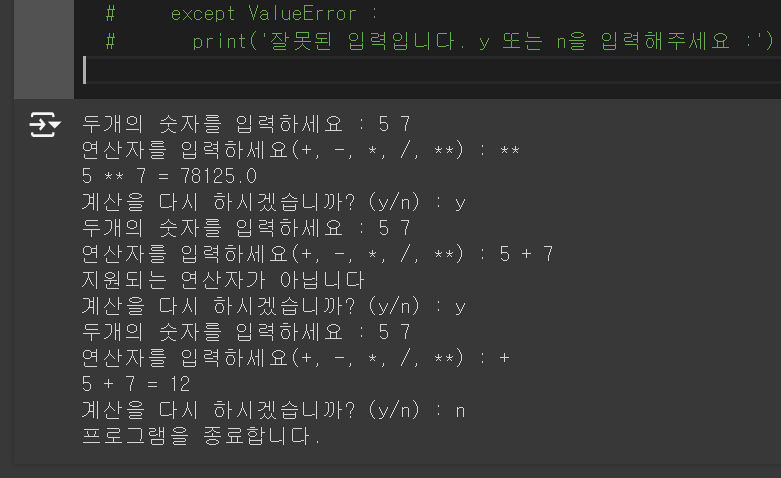 # except ValueError :
# print('잘못된 입력입니다. y 또는 n을 입력해주세요 :')
두개의 숫자를 입력하세요 : 5 7
연산자를 입력하세요(+, -, *, /, **) : **
5 ** 7 = 78125.0
계산을 다시 하시겠습니까? (y/n) : y
두개의 숫자를 입력하세요 : 5 7
연산자를 입력하세요(+, -, *, /, **) : 5 + 7
지원되는 연산자가 아닙니다
계산을 다시 하시겠습니까? (y/n) : y
두개의 숫자를 입력하세요 : 5 7
연산자를 입력하세요(+, -, *, /, **) : +
5 + 7 = 12
계산을 다시 하시겠습니까? (y/n) : n
프로그램을 종료합니다.